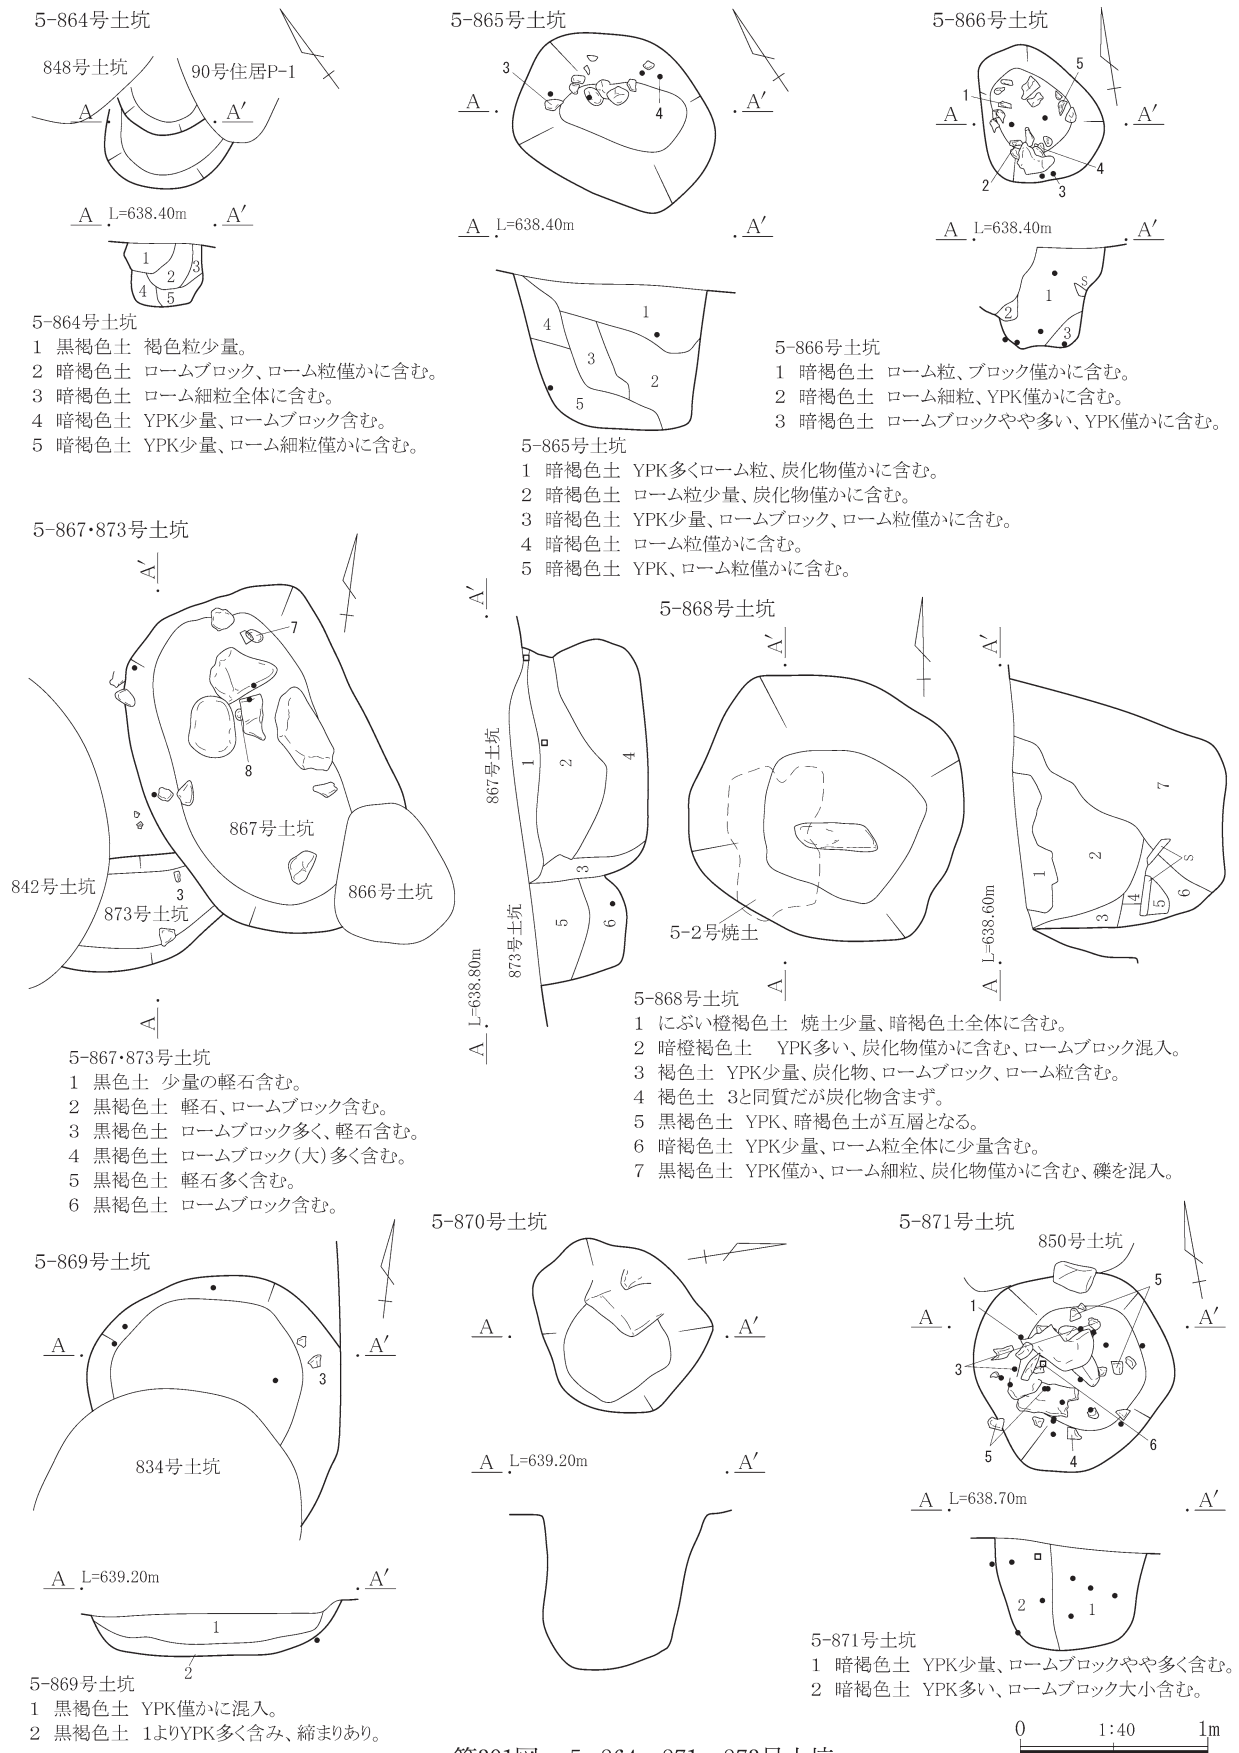 5-864号土坑
848号土坑
90号住居P-1
A
A′
A L=638.40m A′
1
2
3
4
5
5-864号土坑
1 黒褐色土 褐色粒少量。
2 暗褐色土 ロームブロック、ローム粒僅かに含む。
3 暗褐色土 ローム細粒全体に含む。
4 暗褐色土 YPK少量、ロームブロック含む。
5 暗褐色土 YPK少量、ローム細粒僅かに含む。
5-865号土坑
3
A
A′
4
A L=638.40m A′
1
4
3
2
5
5-865号土坑
1 暗褐色土 YPK多くローム粒、炭化物僅かに含む。
2 暗褐色土 ローム粒少量、炭化物僅かに含む。
3 暗褐色土 YPK少量、ロームブロック、ローム粒僅かに含む。
4 暗褐色土 ローム粒僅かに含む。
5 暗褐色土 YPK、ローム粒僅かに含む。
5-866号土坑
5
1
A
A′
4
2
3
A L=638.40m A′
S
1
2
3
5-866号土坑
1 暗褐色土 ローム粒、ブロック僅かに含む。
2 暗褐色土 ローム細粒、YPK僅かに含む。
3 暗褐色土 ロームブロックやや多い、YPK僅かに含む。
5-867・873号土坑
A′
7
8
867号土坑
842号土坑
3
873号土坑
866号土坑
A
A′
867号土坑
1
2
4
3
873号土坑
5
6
A L=638.80m
5-867・873号土坑
1 黒色土 少量の軽石含む。
2 黒褐色土 軽石、ロームブロック含む。
3 黒褐色土 ロームブロック多く、軽石含む。
4 黒褐色土 ロームブロック(大)多く含む。
5 黒褐色土 軽石多く含む。
6 黒褐色土 ロームブロック含む。
5-868号土坑
A′
5-2号焼土
A
A′
7
2
1
S
4
5
6
3
A L=638.60m
5-868号土坑
1 にぶい橙褐色土 焼土少量、暗褐色土全体に含む。
2 暗橙褐色土 YPK多い、炭化物僅かに含む、ロームブロック混入。
3 褐色土 YPK少量、炭化物、ロームブロック、ローム粒含む。
4 褐色土 3と同質だが炭化物含まず。
5 黒褐色土 YPK、暗褐色土が互層となる。
6 暗褐色土 YPK少量、ローム粒全体に少量含む。
7 黒褐色土 YPK僅か、ローム細粒、炭化物僅かに含む、礫を混入。
5-869号土坑
A
A′
3
834号土坑
A L=639.20m A′
1
2
5-869号土坑
1 黒褐色土 YPK僅かに混入。
2 黒褐色土 1よりYPK多く含み、締まりあり。
5-870号土坑
A
A′
A L=639.20m A′
5-871号土坑
850号土坑
5
A
1
A′
3
6
5
4
A L=638.70m A′
2
1
5-871号土坑
1 暗褐色土 YPK少量、ロームブロックやや多く含む。
2 暗褐色土 YPK多い、ロームブロック大小含む。
0 1:40 1m